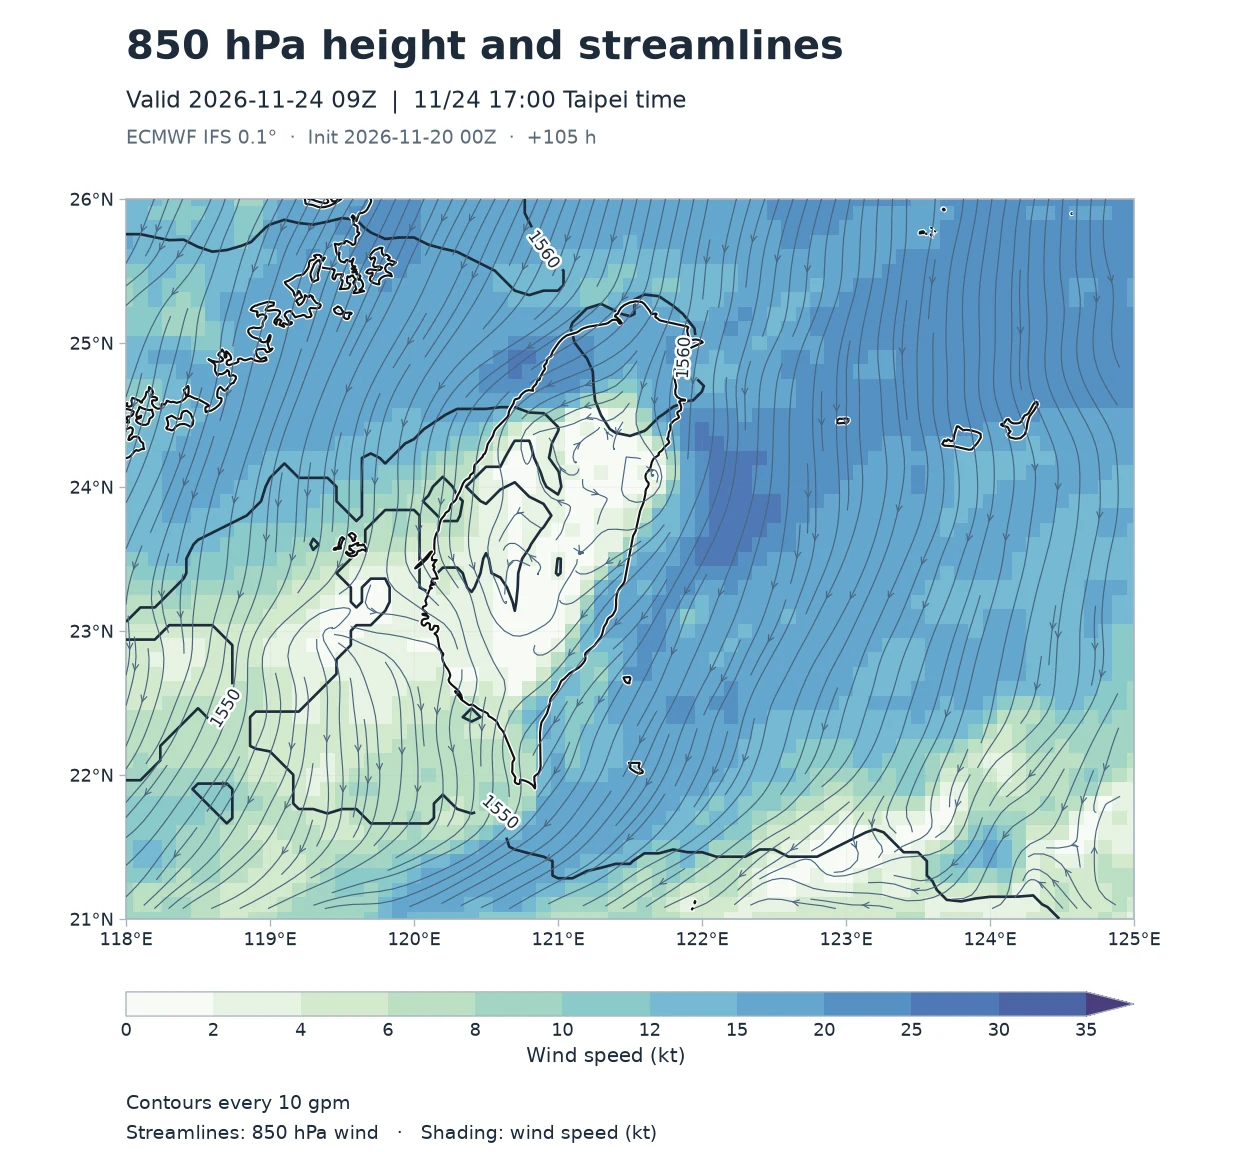 850 hPa height and streamlines
Valid 2026-11-24 09Z | 11/24 17:00 Taipei time
ECMWF IFS 0.1° · Init 2026-11-20 00Z · +105 h
26°N
1560
25°N
1560
24°N
23°N
1550
22°N
1550
21°N
118°E 119°E 120°E 121°E 122°E 123°E 124°E 125°E
0 2 4 6 8 10 12 15 20 25 30 35
Wind speed (kt)
Contours every 10 gpm
Streamlines: 850 hPa wind · Shading: wind speed (kt)